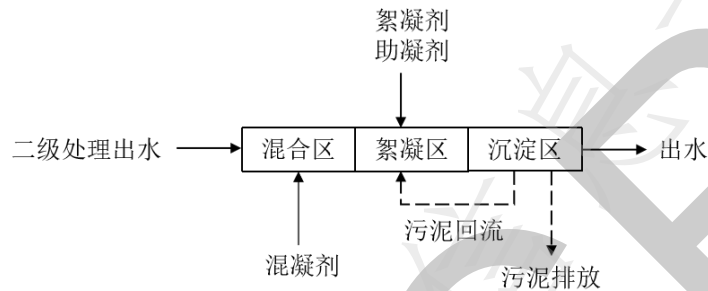 絮凝剂
助凝剂
二级处理出水
混合区
絮凝区
沉淀区
出水
污泥回流
混凝剂
污泥排放